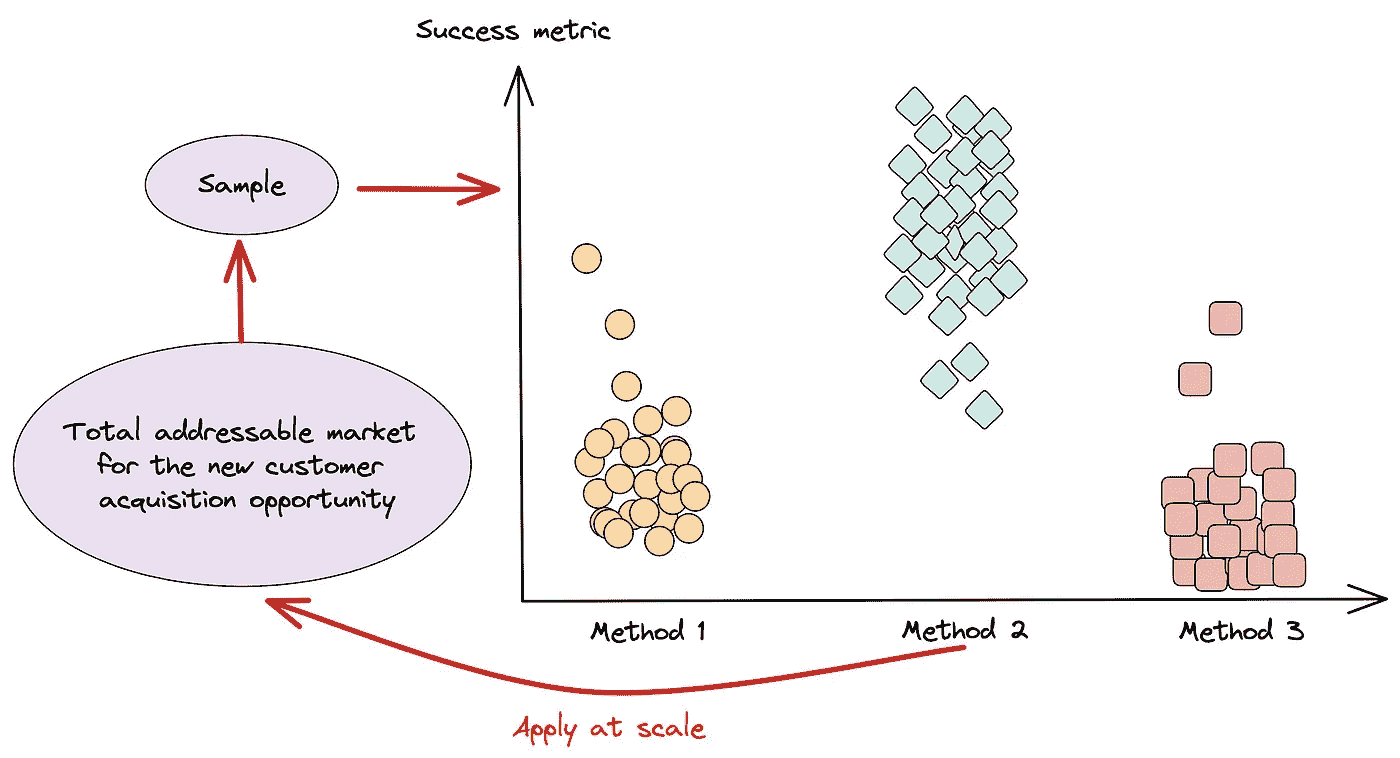 Success metric
Sample
Total addressable market
for the new customer
acquisition opportunity
Method 1
Method 2
Method 3
Apply at scale